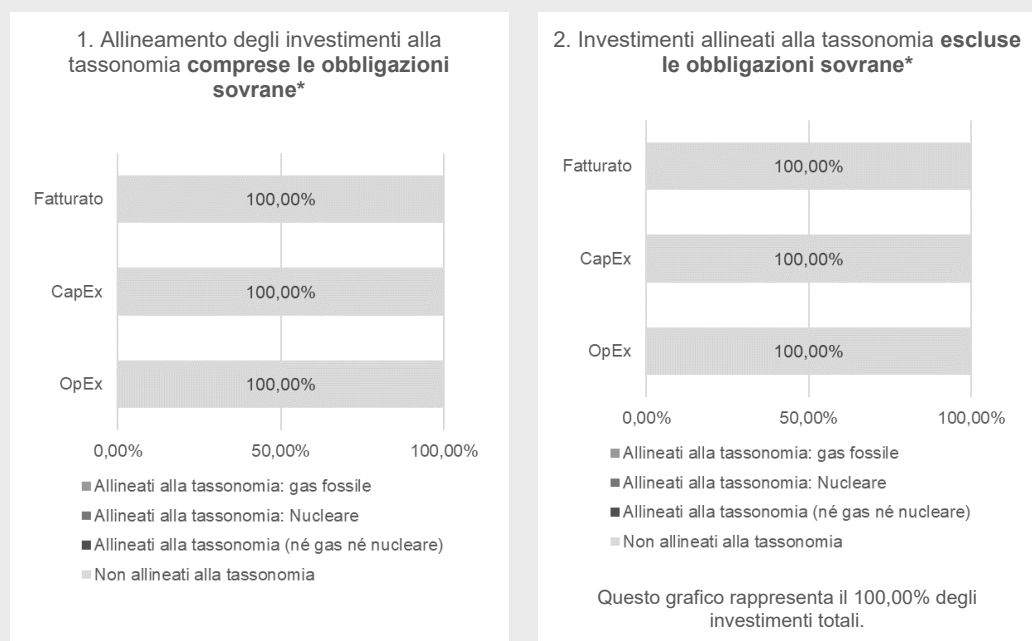 1. Allineamento degli investimenti alla
tassonomia comprese le obbligazioni
sovrane*
Fatturato
100,00%
CapEx
100,00%
OpEx
100,00%
0,00%
50,00%
100,00%
Allineati alla tassonomia: gas fossile
Allineati alla tassonomia: Nucleare
Allineati alla tassonomia (né gas né nucleare)
Non allineati alla tassonomia
2. Investimenti allineati alla tassonomia escluse
le obbligazioni sovrane*
Fatturato
100,00%
CapEx
100,00%
OpEx
100,00%
0,00%
50,00%
100,00%
Allineati alla tassonomia: gas fossile
Allineati alla tassonomia: Nucleare
Allineati alla tassonomia (né gas né nucleare)
Non allineati alla tassonomia
Questo grafico rappresenta il 100,00% degli
investimenti totali.